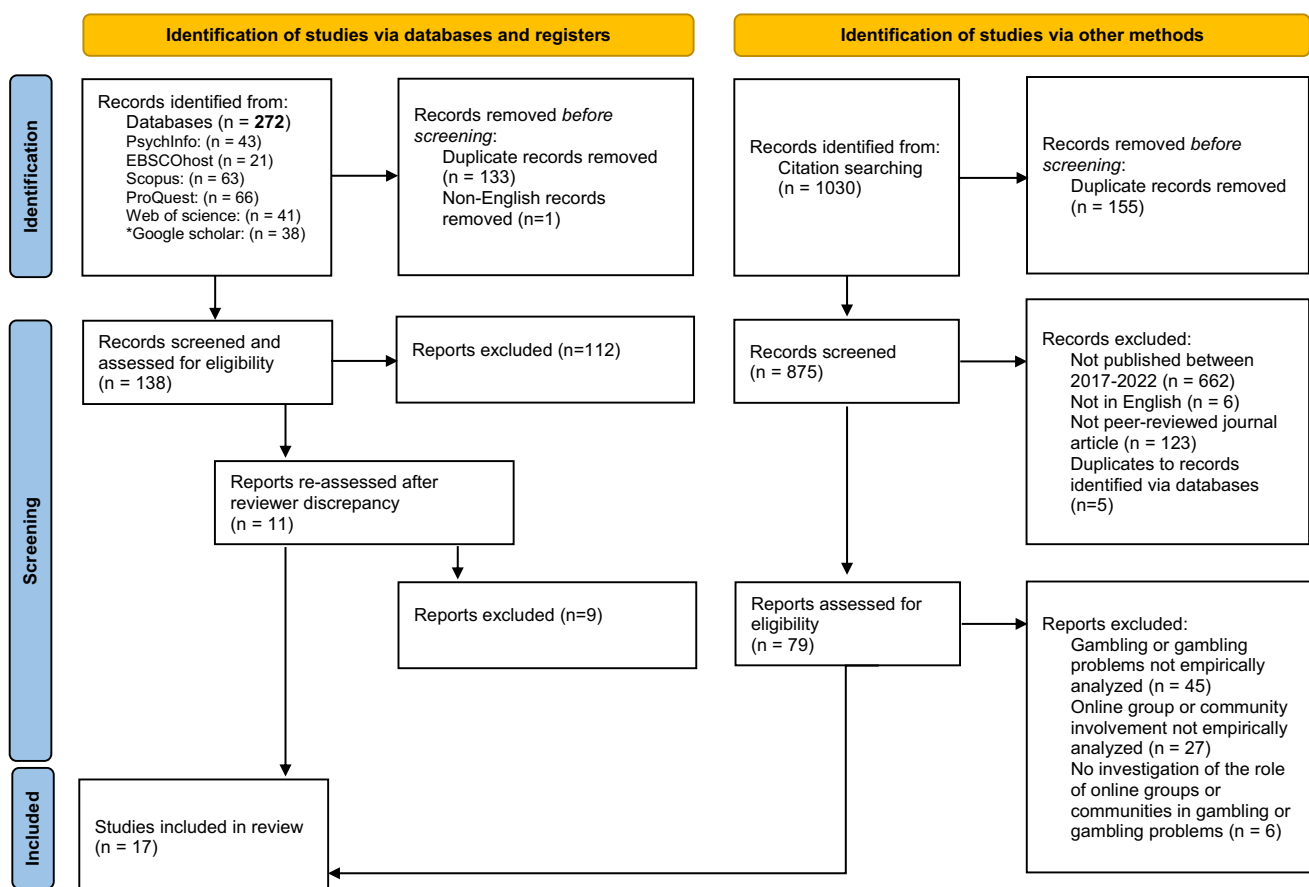 Identification of studies via databases and registers
Identification of studies via other methods
Identification
Records identified from:
Databases (n = 272)
PsychInfo: (n = 43)
EBSCOhost (n = 21)
Scopus: (n = 63)
ProQuest: (n = 66)
Web of science: (n = 41)
*Google scholar: (n = 38)
Records removed before
screening:
Duplicate records removed
(n = 133)
Non-English records
removed (n=1)
Records identified from:
Citation searching
(n = 1030)
Records removed before
screening:
Duplicate records removed
(n = 155)
Screening
Records screened and
assessed for eligibility
(n = 138)
Reports excluded (n=112)
Records screened
(n = 875)
Records excluded:
Not published between
2017-2022 (n = 662)
Not in English (n = 6)
Not peer-reviewed journal
article (n = 123)
Duplicates to records
identified via databases
(n=5)
Reports re-assessed after
reviewer discrepancy
(n = 11)
Reports excluded (n=9)
Reports assessed for
eligibility
(n = 79)
Reports excluded:
Gambling or gambling
problems not empirically
analyzed (n = 45)
Online group or community
involvement not empirically
analyzed (n = 27)
No investigation of the role
of online groups or
communities in gambling or
gambling problems (n = 6)
Included
Studies included in review
(n = 17)